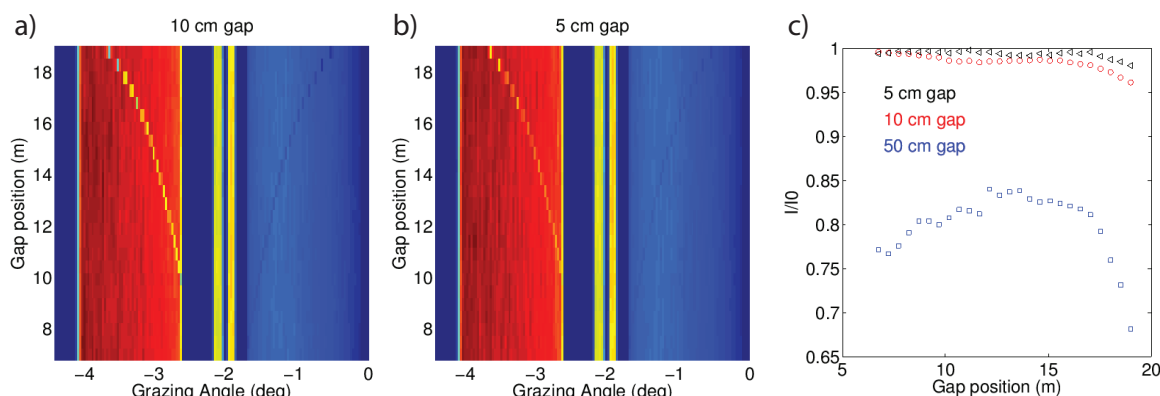 a)
10 cm gap
Gap position (m)
18
16
14
12
10
8
−4
−3
−2
−1
0
Grazing Angle (deg)
b)
5 cm gap
Gap position (m)
18
16
14
12
10
8
−4
−3
−2
−1
0
Grazing Angle (deg)
c)
I/I0
1
0.95
0.9
0.85
0.8
0.75
0.7
0.65
5 cm gap
10 cm gap
50 cm gap
5
10
15
20
Gap position (m)